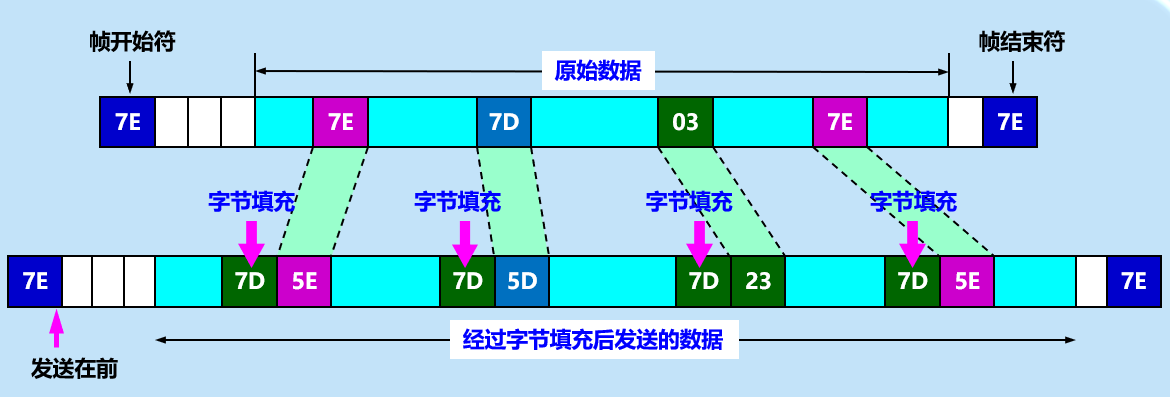 帧开始符
帧结束符
原始数据
7E 7E 7D 03 7E 7E
字节填充 字节填充 字节填充 字节填充
7E 7D 5E 7D 5D 7D 23 7D 5E 7E
经过字节填充后发送的数据
发送在前